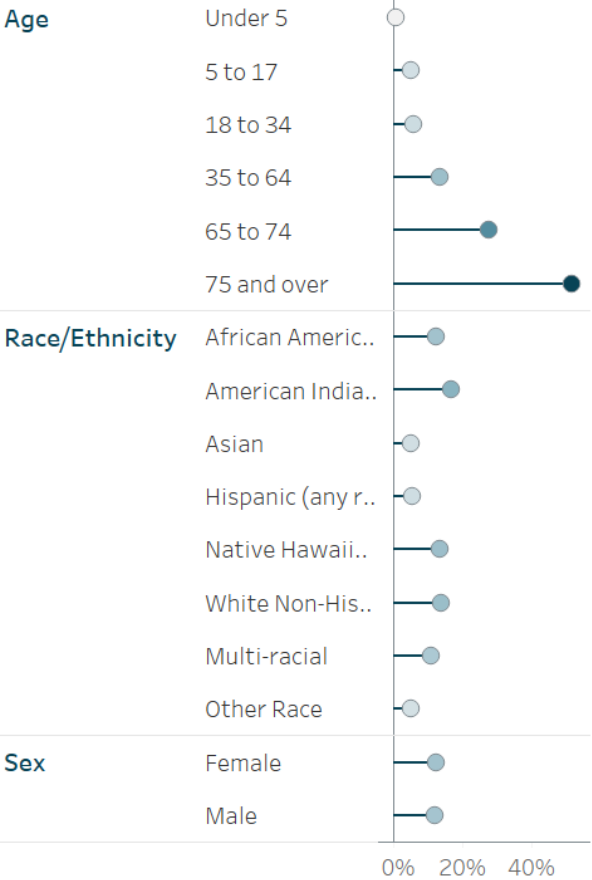 Age Under 5
5 to 17
18 to 34
35 to 64
65 to 74
75 and over
Race/Ethnicity African Americ..
American India..
Asian
Hispanic (any r..
Native Hawaii..
White Non-His..
Multi-racial
Other Race
Sex Female
Male
0% 20% 40%